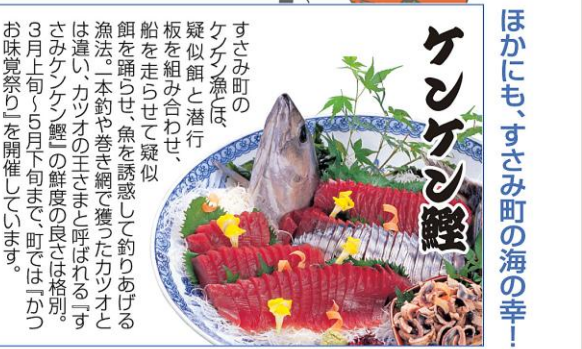 ほかにも、すさみ町の海の幸！
ケンケン鰹
すさみ町の
ケンケン漁とは、
疑似餌と潜行
板を組み合わせ、
船を走らせて疑似
餌を踊らせ、魚を誘惑して釣りあげる
漁法。一本釣や巻き網で獲ったカツオと
は違い、カツオの王さまと呼ばれる『す
さみケンケン鰹』の鮮度の良さは格別。
３月上旬〜５月下旬まで、町では『かつ
お味覚祭り』を開催しています。